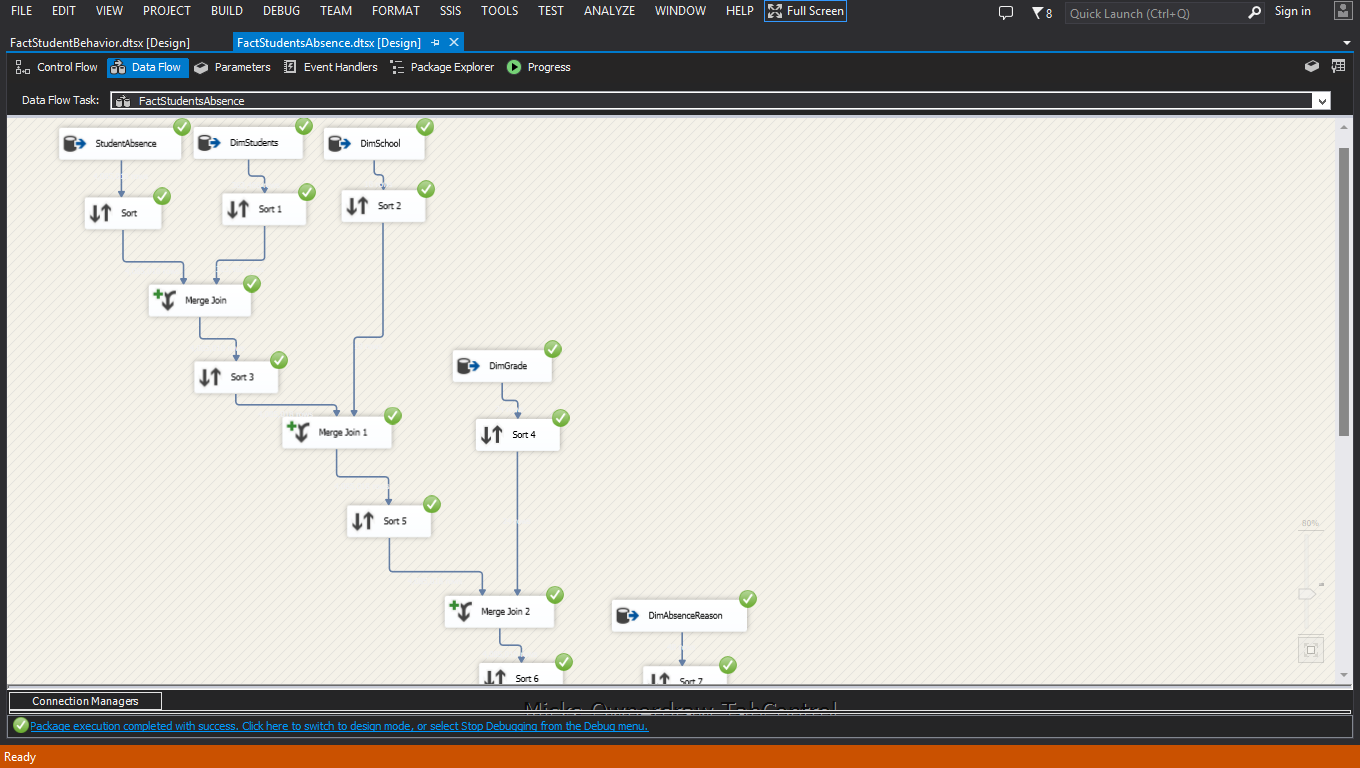 FILE EDIT VIEW PROJECT BUILD DEBUG TEAM FORMAT SSIS TOOLS TEST ANALYZE WINDOW HELP Full Screen 8 Quick Launch (Ctrl+Q) Sign in
FactStudentBehavior.dtsx [Design] FactStudentsAbsence.dtsx [Design]
Control Flow Data Flow Parameters Event Handlers Package Explorer Progress
Data Flow Task: FactStudentsAbsence
StudentAbsence DimStudents DimSchool
Sort Sort 1 Sort 2
Merge Join
DimGrade
Sort 3
Merge Join 1 Sort 4
Sort 5
80%
Merge Join 2 DimAbsenceReason
Sort 6 Sort 7
Connection Managers
Package execution completed with success. Click here to switch to design mode, or select Stop Debugging from the Debug menu.
Ready